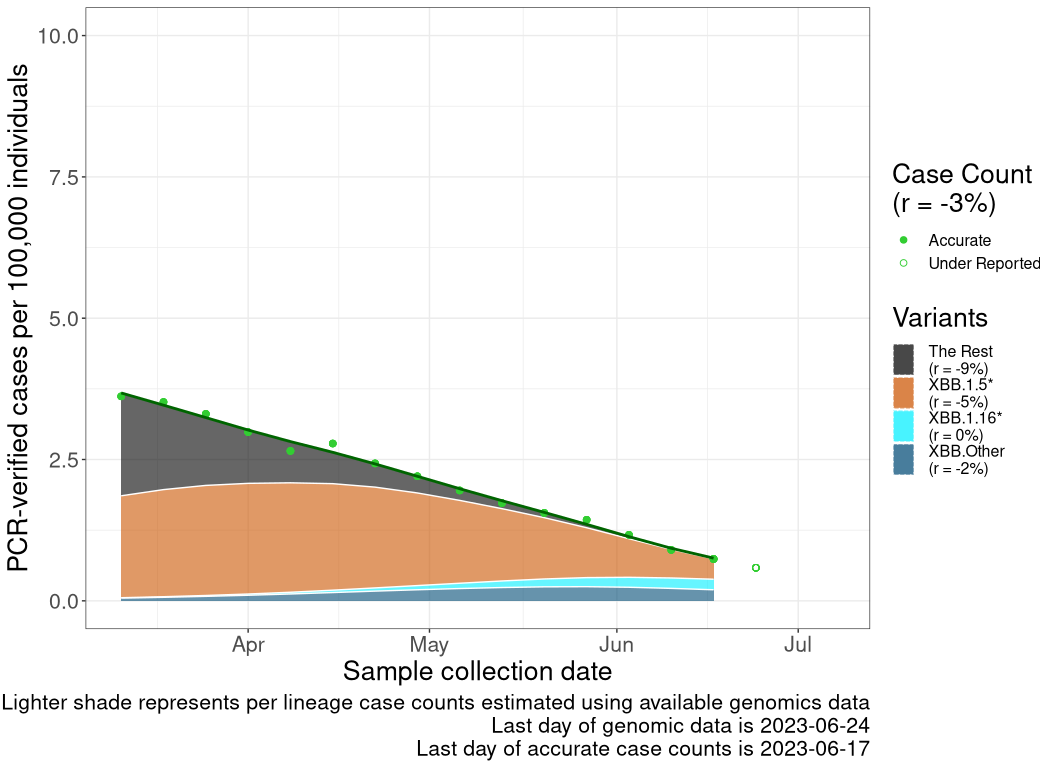 PCR-verified cases per 100,000 individuals
10.0
7.5
5.0
2.5
0.0
Apr
May
Jun
Jul
Sample collection date
Lighter shade represents per lineage case counts estimated using available genomics data
Last day of genomic data is 2023-06-24
Last day of accurate case counts is 2023-06-17
Case Count
(r = -3%)
Accurate
Under Reported
Variants
The Rest
(r = -9%)
XBB.1.5*
(r = -5%)
XBB.1.16*
(r = 0%)
XBB.Other
(r = -2%)